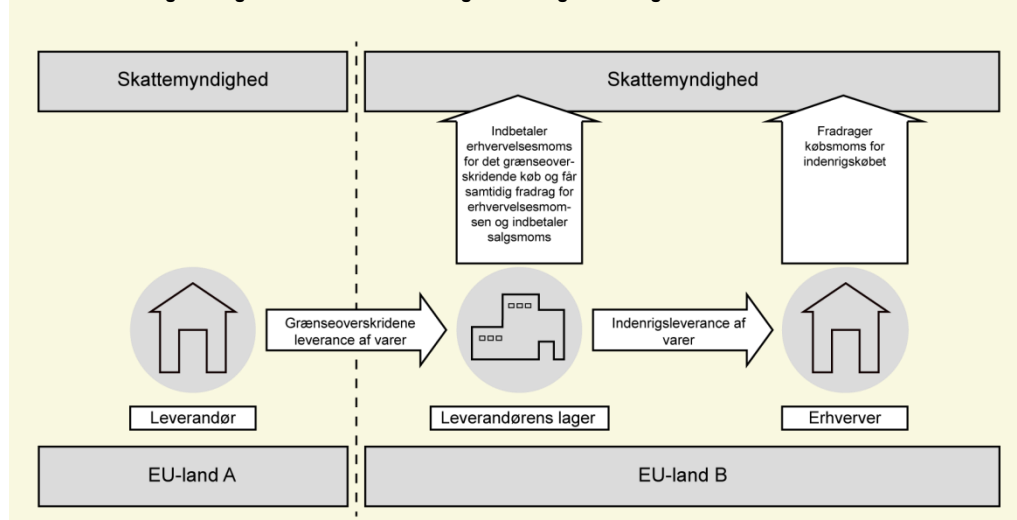 Skattemyndighed
Skattemyndighed
Indbetaler
erhvervelsesmoms
for det grænseover-
skridende køb og får
samtidig fradrag for
erhvervelsesmom-
sen og indbetaler
salgsmoms
Fradrager
købsmoms for
indenrigskøbet
Grænseoverskridene
leverance af varer
Indenrigsleverance af
varer
Leverandør
Leverandørens lager
Erhverver
EU-land A
EU-land B